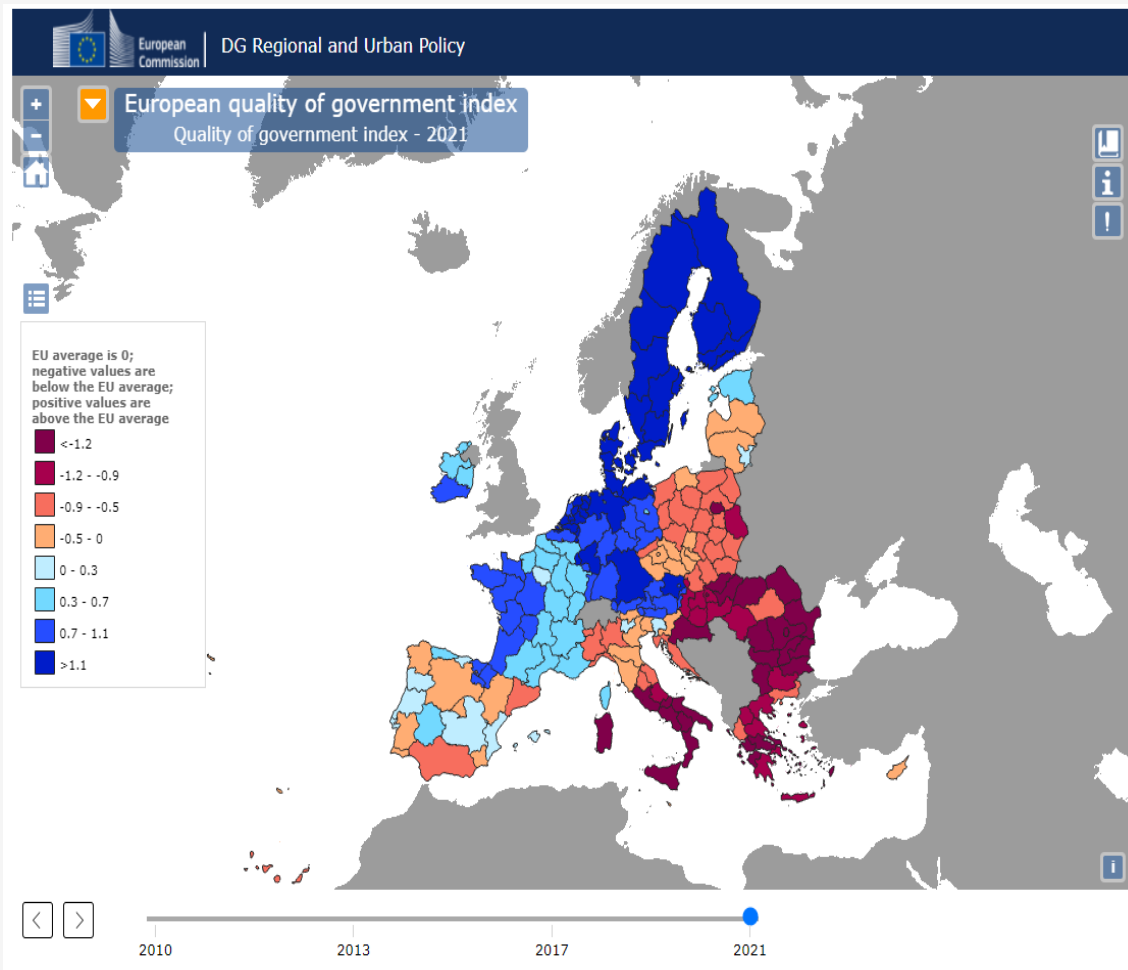 European
Commission
DG Regional and Urban Policy
+
European quality of government index
-
Quality of government index - 2021
i
!
EU average is 0;
negative values are
below the EU average;
positive values are
above the EU average
<-1.2
-1.2 - -0.9
-0.9 - -0.5
-0.5 - 0
0 - 0.3
0.3 - 0.7
0.7 - 1.1
>1.1
i
2010
2013
2017
2021